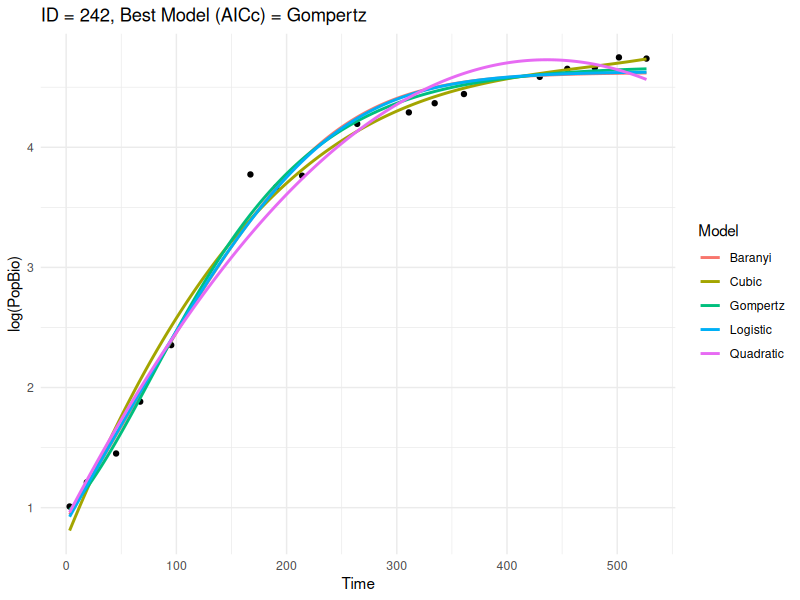 ID = 242, Best Model (AICc) = Gompertz
log(PopBio)
4
3
2
1
0 100 200 300 400 500
Time
Model
Baranyi
Cubic
Gompertz
Logistic
Quadratic